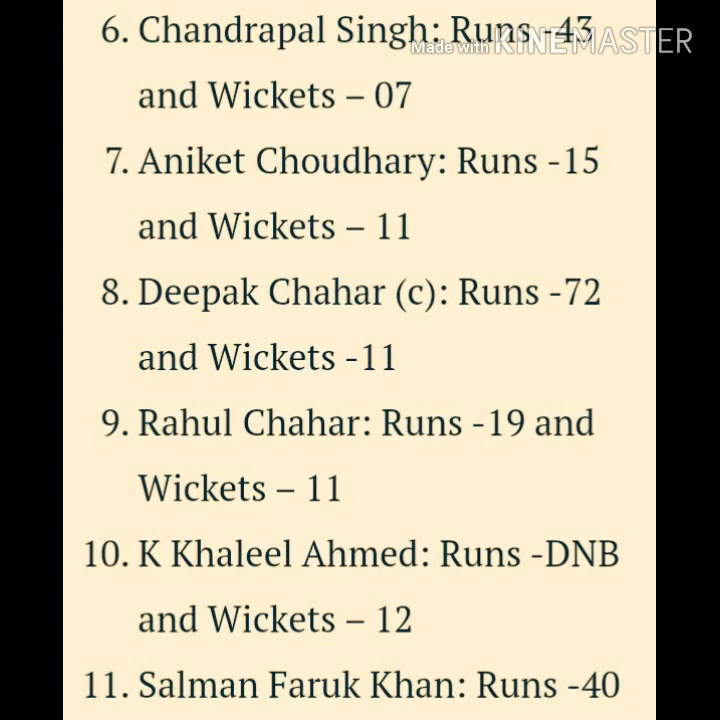 6. Chandrapal Singh: Runs -43
Made with KINEMASTER
and Wickets – 07
7. Aniket Choudhary: Runs -15
and Wickets – 11
8. Deepak Chahar (c): Runs -72
and Wickets -11
9. Rahul Chahar: Runs -19 and
Wickets – 11
10. K Khaleel Ahmed: Runs -DNB
and Wickets – 12
11. Salman Faruk Khan: Runs -40